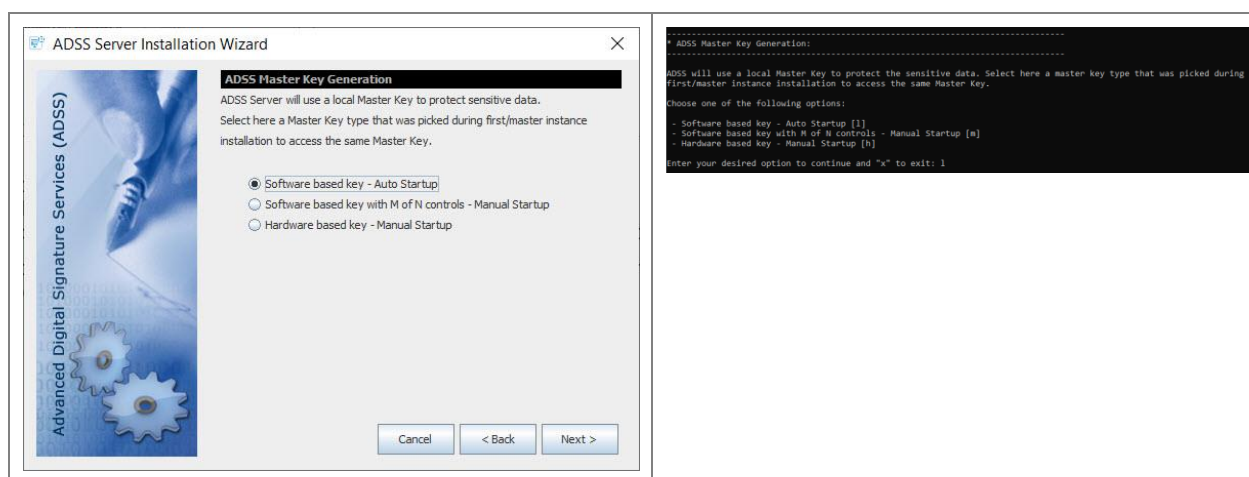 ADSS Server Installation Wizard
Advanced Digital Signature Services (ADSS)
ADSS Master Key Generation
ADSS Server will use a local Master Key to protect sensitive data.
Select here a Master Key type that was picked during first/master instance
installation to access the same Master Key.
Software based key - Auto Startup
Software based key with M of N controls - Manual Startup
Hardware based key - Manual Startup
Cancel
< Back
Next >
* ADSS Master Key Generation:
ADSS will use a local Master Key to protect the sensitive data. Select here a master key type that was picked during
first/master instance installation to access the same Master Key.
Choose one of the following options:
- Software based key - Auto Startup [l]
- Software based key with M of N controls - Manual Startup [m]
- Hardware based key - Manual Startup [h]
Enter your desired option to continue and "x" to exit: l